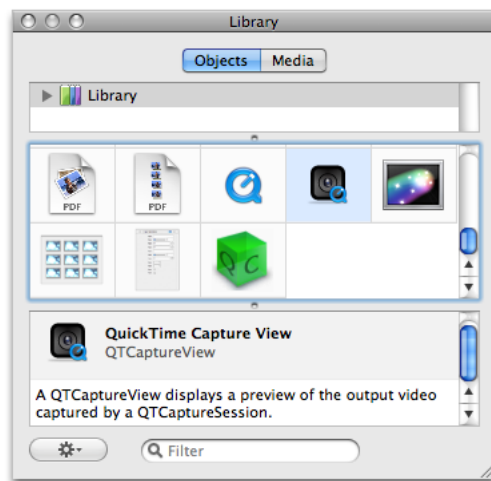 Library
Objects Media
Library
PDF PDF
QC
QuickTime Capture View
QTCaptureView
A QTCaptureView displays a preview of the output video
captured by a QTCaptureSession.
Filter